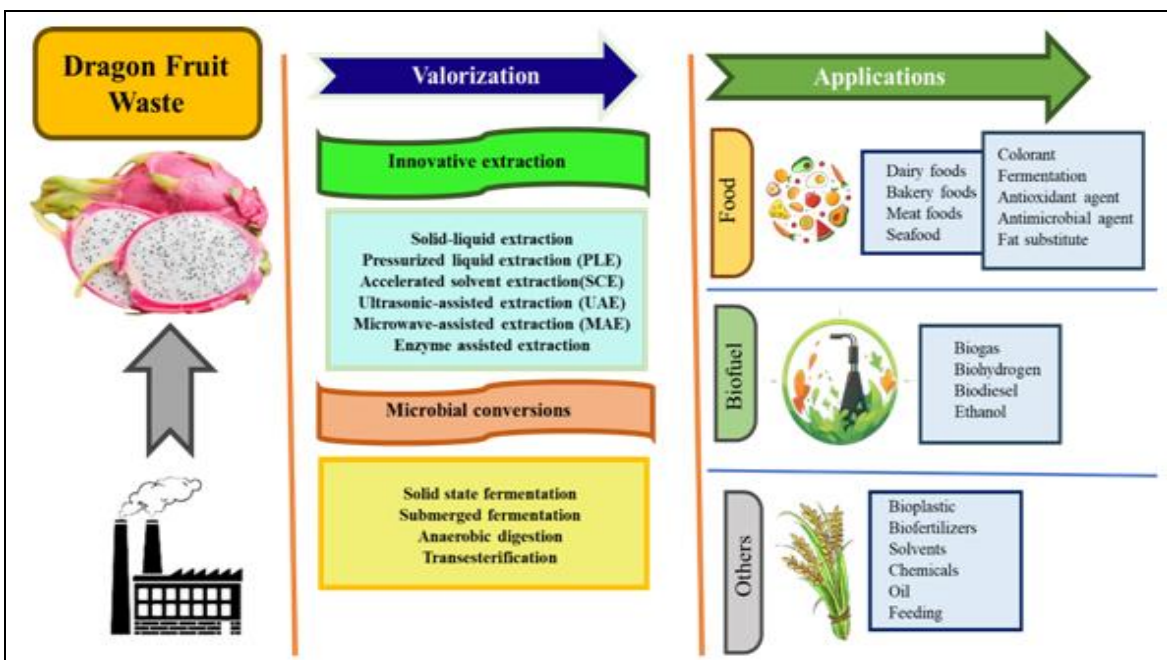 Dragon Fruit
Waste
Valorization
Innovative extraction
Solid-liquid extraction
Pressurized liquid extraction (PLE)
Accelerated solvent extraction(SCE)
Ultrasonic-assisted extraction (UAE)
Microwave-assisted extraction (MAE)
Enzyme assisted extraction
Microbial conversions
Solid state fermentation
Submerged fermentation
Anaerobic digestion
Transesterification
Applications
Food
Dairy foods
Bakery foods
Meat foods
Seafood
Colorant
Fermentation
Antioxidant agent
Antimicrobial agent
Fat substitute
Biofuel
Biogas
Biohydrogen
Biodiesel
Ethanol
Others
Bioplastic
Biofertilizers
Solvents
Chemicals
Oil
Feeding